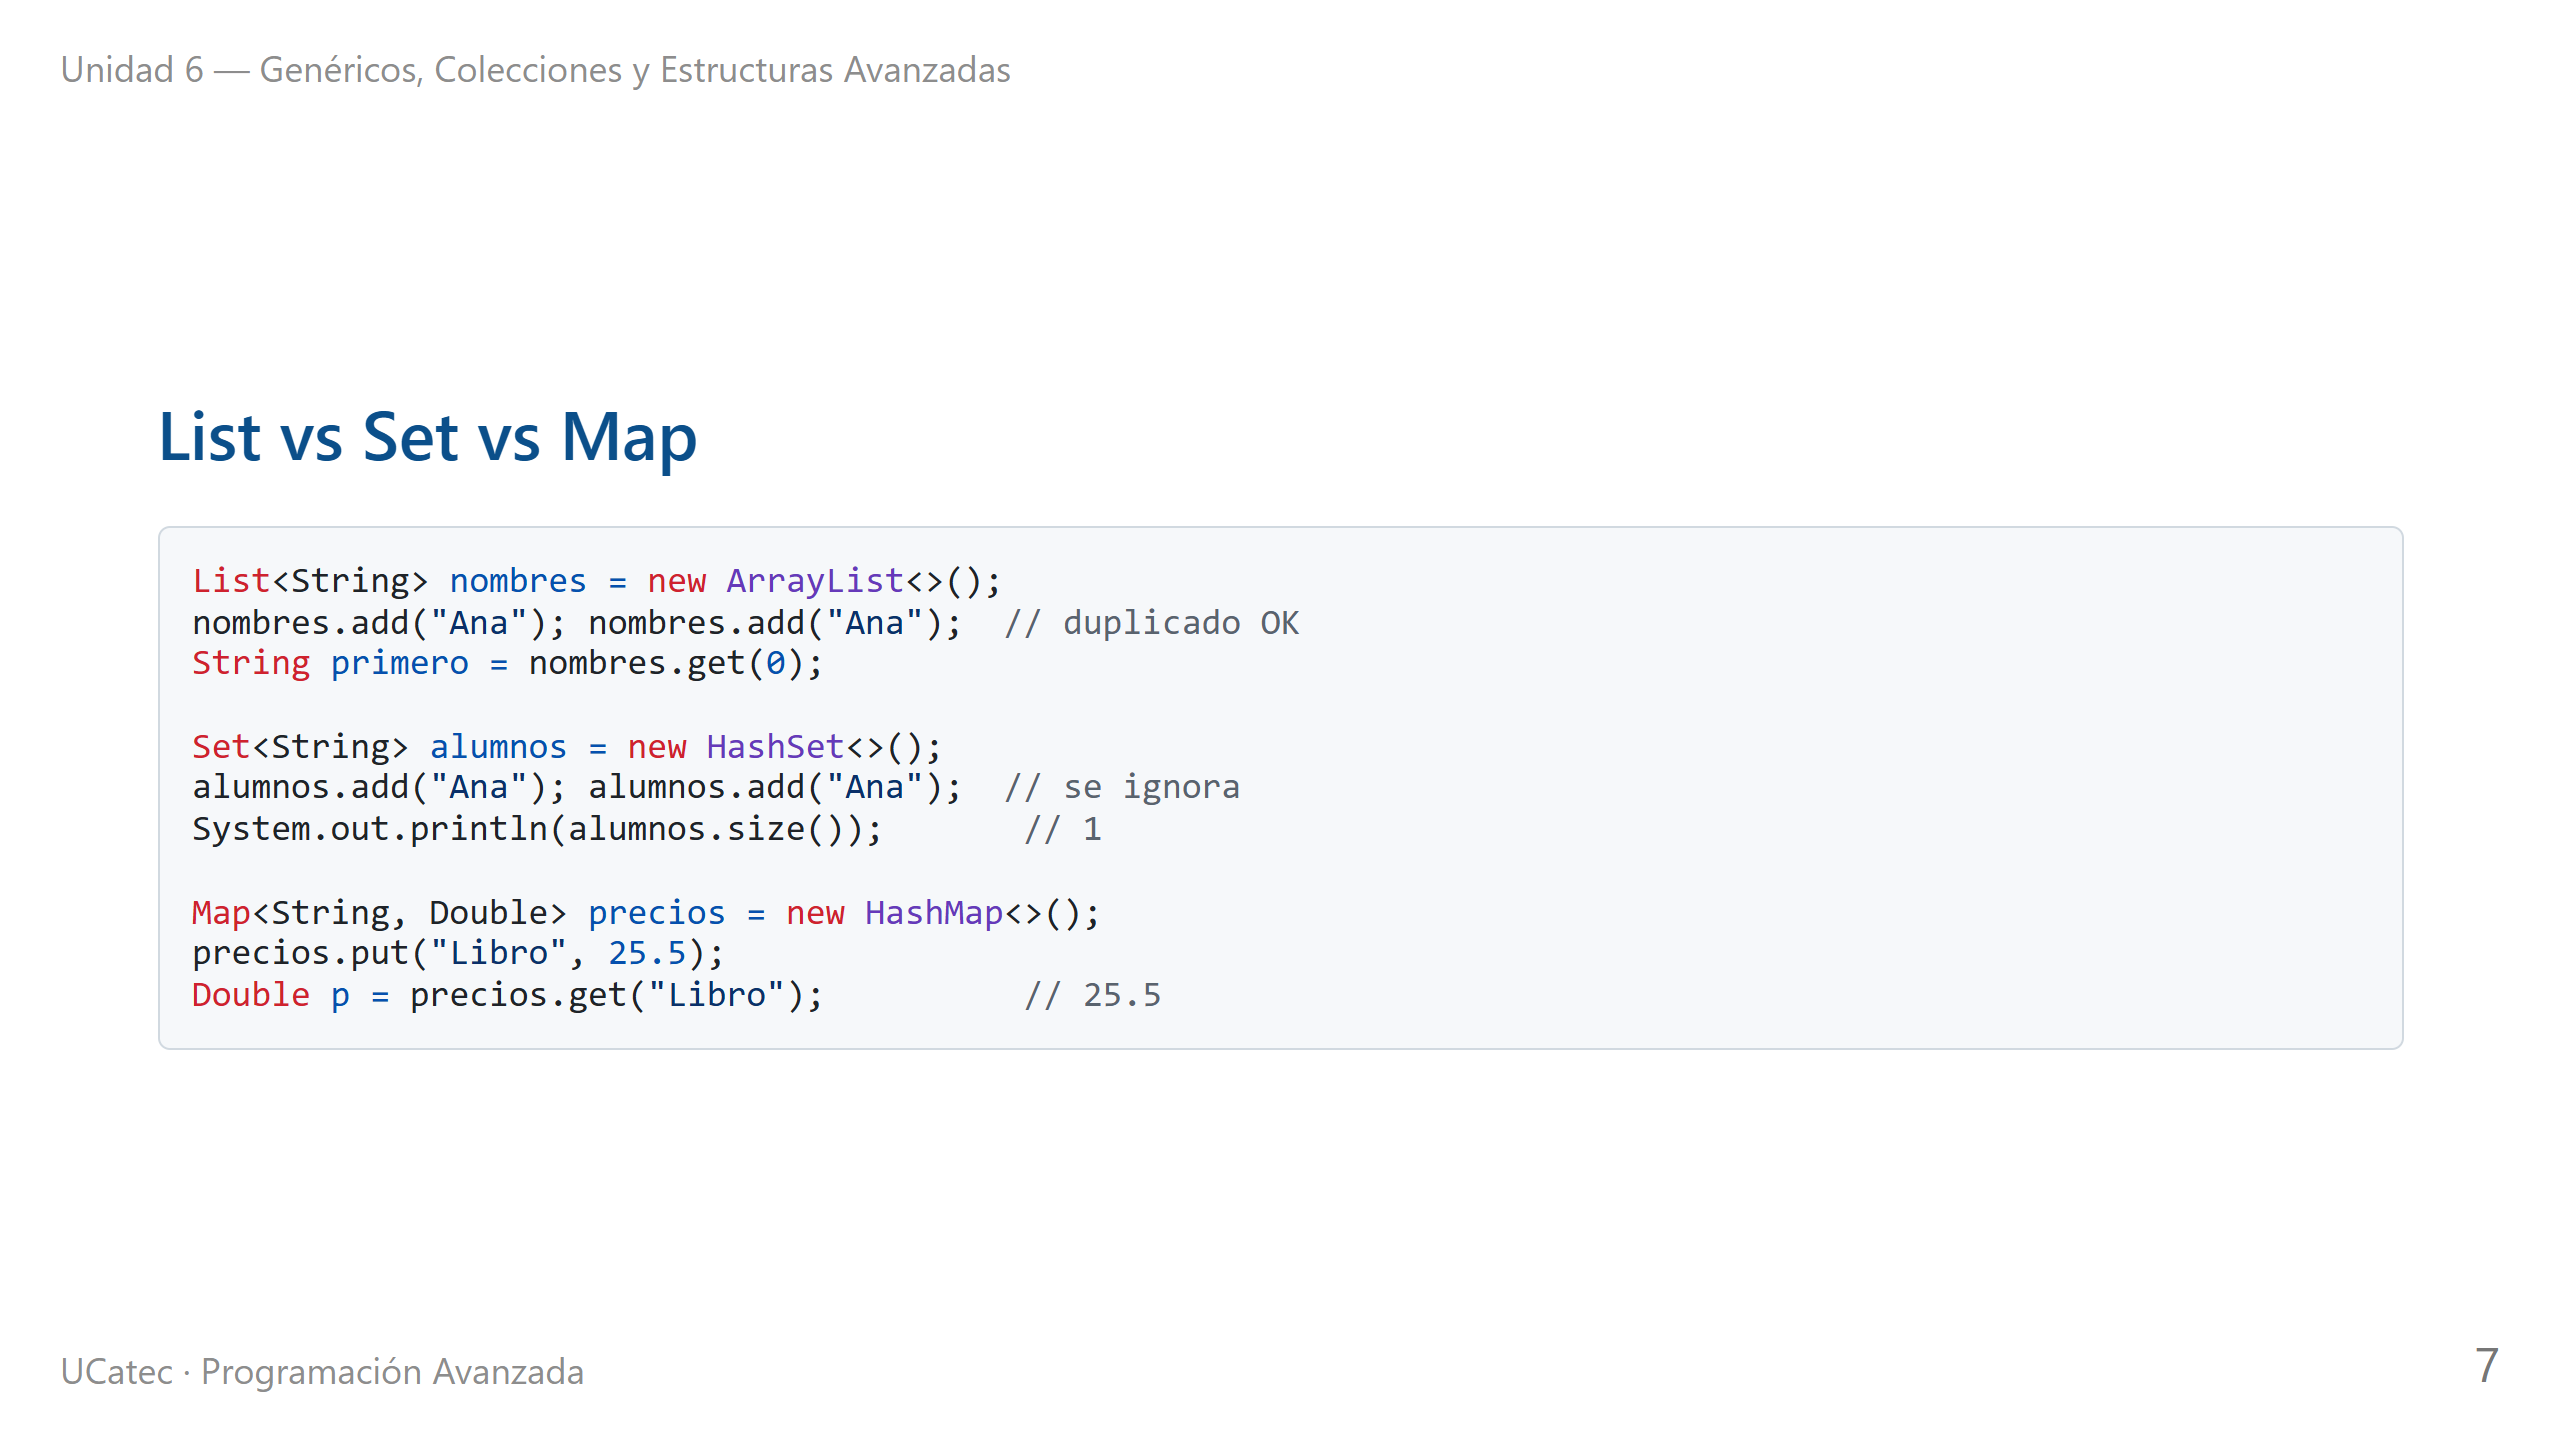 Unidad 6 — Genéricos, Colecciones y Estructuras Avanzadas
List vs Set vs Map
List<String> nombres = new ArrayList<>();
nombres.add("Ana"); nombres.add("Ana");  // duplicado OK
String primero = nombres.get(0);

Set<String> alumnos = new HashSet<>();
alumnos.add("Ana"); alumnos.add("Ana");  // se ignora
System.out.println(alumnos.size());       // 1

Map<String, Double> precios = new HashMap<>();
precios.put("Libro", 25.5);
Double p = precios.get("Libro");          // 25.5
UCatec · Programación Avanzada
7